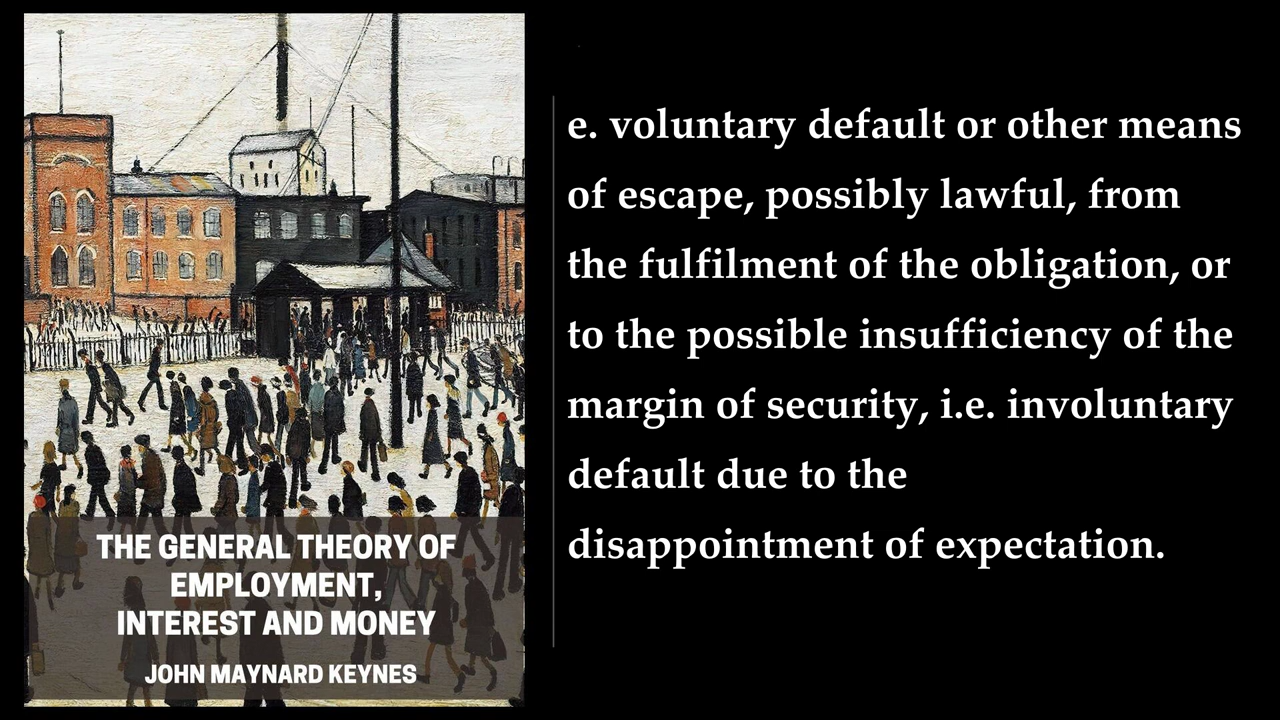 THE GENERAL THEORY OF
EMPLOYMENT,
INTEREST AND MONEY
JOHN MAYNARD KEYNES
e. voluntary default or other means
of escape, possibly lawful, from
the fulfilment of the obligation, or
to the possible insufficiency of the
margin of security, i.e. involuntary
default due to the
disappointment of expectation.